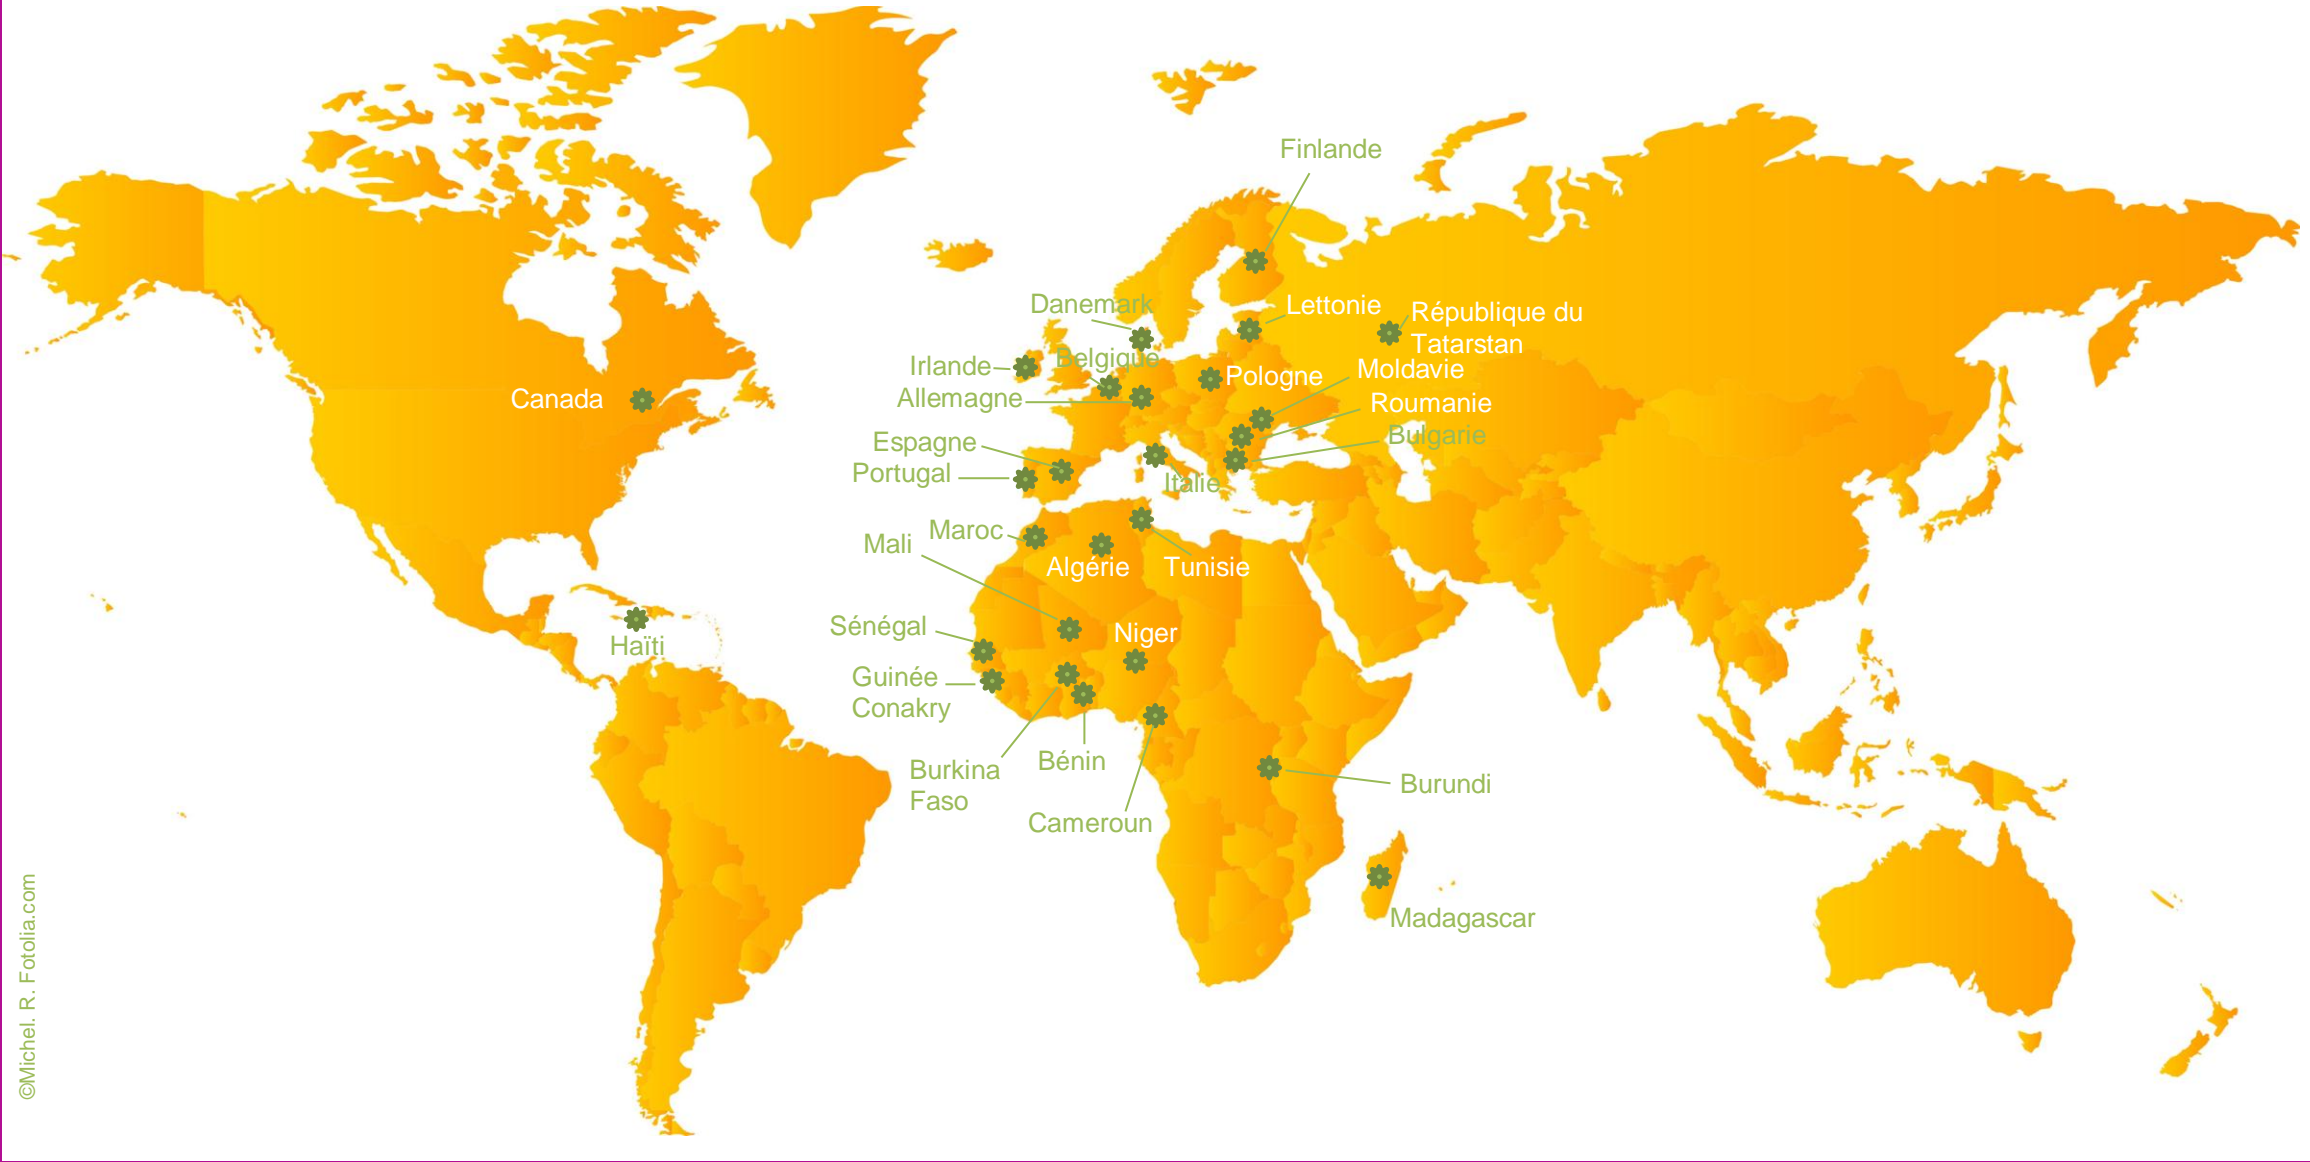 Finlande
Danemark
Lettonie
République du
Tatarstan
Irlande
Belgique
Moldavie
Pologne
Canada
Allemagne
Roumanie
Bulgarie
Espagne
Portugal
Italie
Maroc
Mali
Algérie
Tunisie
Sénégal
Niger
Haïti
Guinée
Conakry
Bénin
Burkina
Faso
Burundi
Cameroun
Madagascar
©Michel. R. Fotolia.com